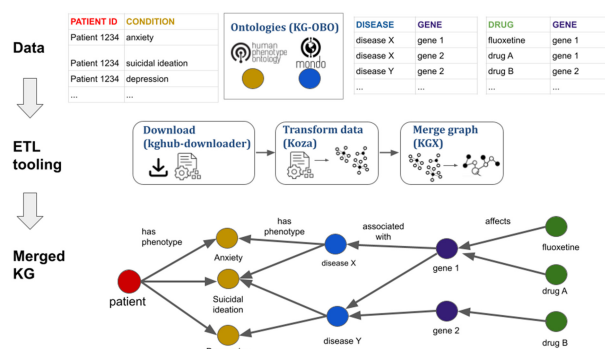 Data
PATIENT ID CONDITION
Patient 1234 anxiety
Patient 1234 suicidal ideation
Patient 1234 depression
... ...
Ontologies (KG-OBO)
human
phenotype
ontology
mondo
DISEASE GENE
disease X gene 1
disease X gene 2
disease Y gene 2
... ...
DRUG GENE
fluoxetine gene 1
drug A gene 1
drug B gene 2
... ...
ETL
tooling
Download
(kghub-downloader)
Transform data
(Koza)
Merge graph
(KGX)
Merged
KG
has
phenotype
has
phenotype
associated
with
affects
Anxiety
disease X
gene 1
fluoxetine
patient
Suicidal
ideation
drug A
disease Y
gene 2
drug B